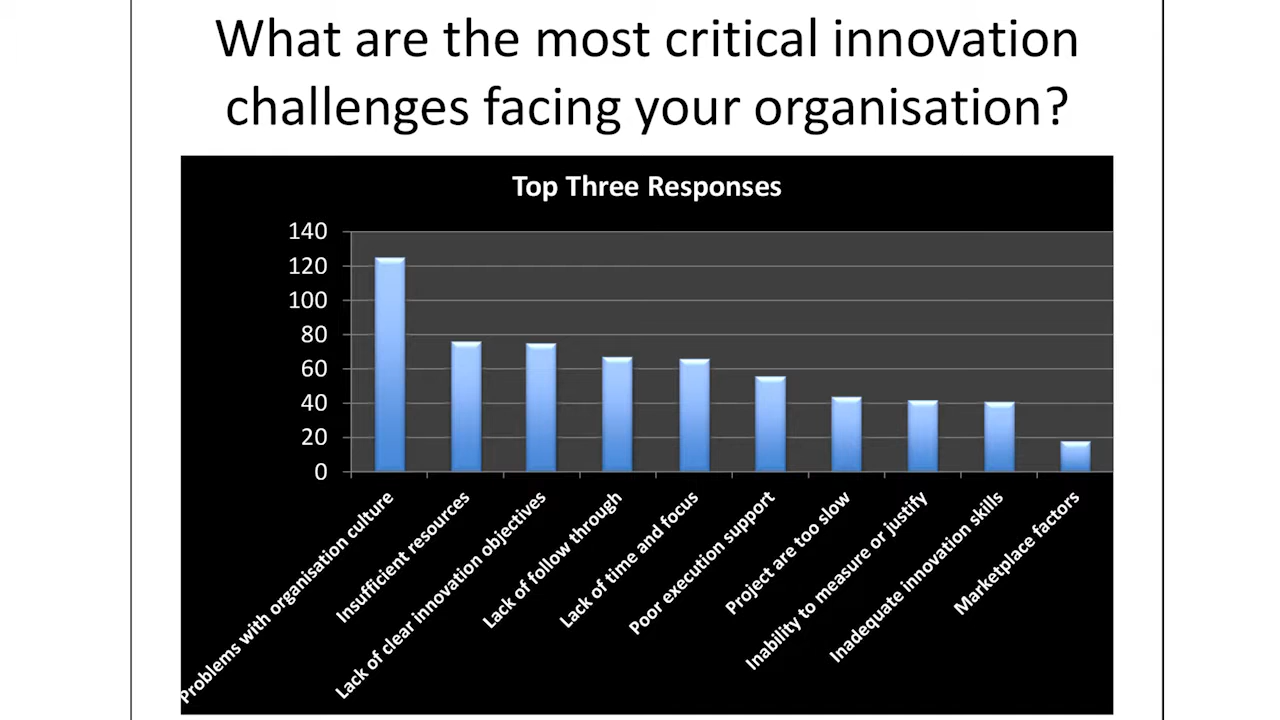 What are the most critical innovation
challenges facing your organisation?
Top Three Responses
140
120
100
80
60
40
20
0
Problems with organisation culture
Insufficient resources
Lack of clear innovation objectives
Lack of follow through
Lack of time and focus
Poor execution support
Project are too slow
Inability to measure or justify
Inadequate innovation skills
Marketplace factors